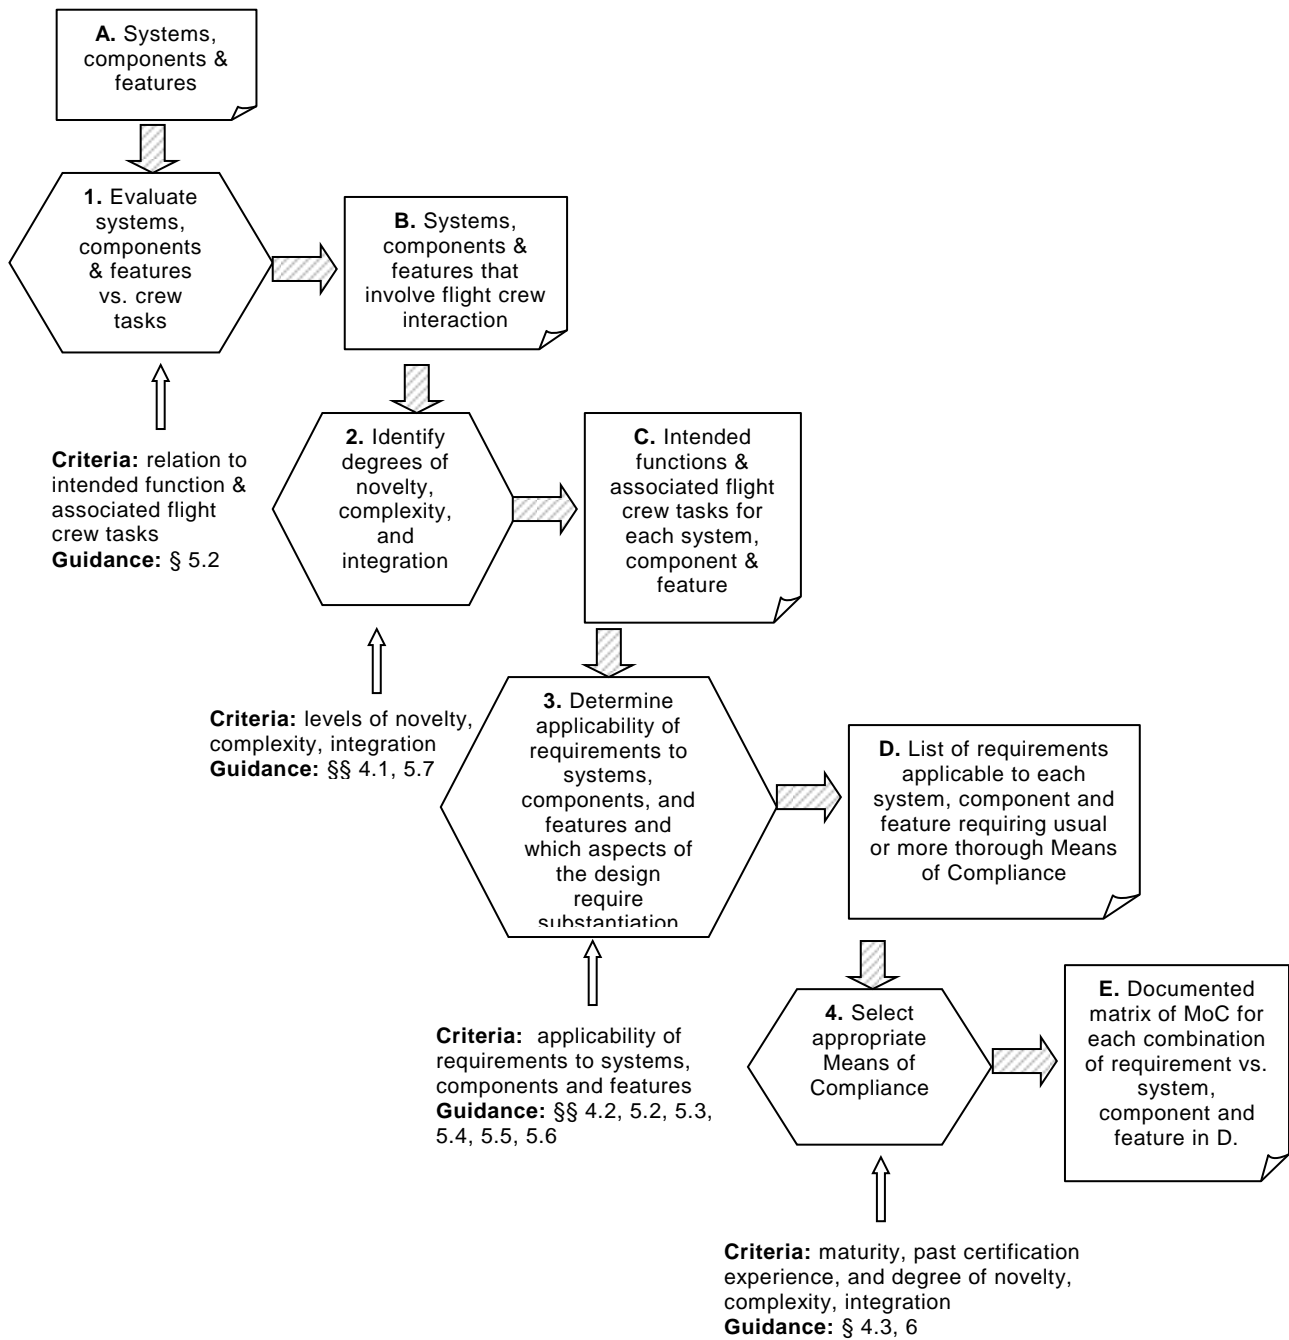 A. Systems,
components &
features
1. Evaluate
systems,
components
& features
vs. crew
tasks
B. Systems,
components &
features that
involve flight crew
interaction
Criteria: relation to
intended function &
associated flight
crew tasks
Guidance: § 5.2
2. Identify
degrees of
novelty,
complexity,
and
integration
C. Intended
functions &
associated flight
crew tasks for
each system,
component &
feature
Criteria: levels of novelty,
complexity, integration
Guidance: §§ 4.1, 5.7
3. Determine
applicability of
requirements to
systems,
components, and
features and
which aspects of
the design
require
substantiation
D. List of requirements
applicable to each
system, component and
feature requiring usual
or more thorough Means
of Compliance
Criteria: applicability of
requirements to systems,
components and features
Guidance: §§ 4.2, 5.2, 5.3,
5.4, 5.5, 5.6
4. Select
appropriate
Means of
Compliance
E. Documented
matrix of MoC for
each combination
of requirement vs.
system,
component and
feature in D.
Criteria: maturity, past certification
experience, and degree of novelty,
complexity, integration
Guidance: § 4.3, 6